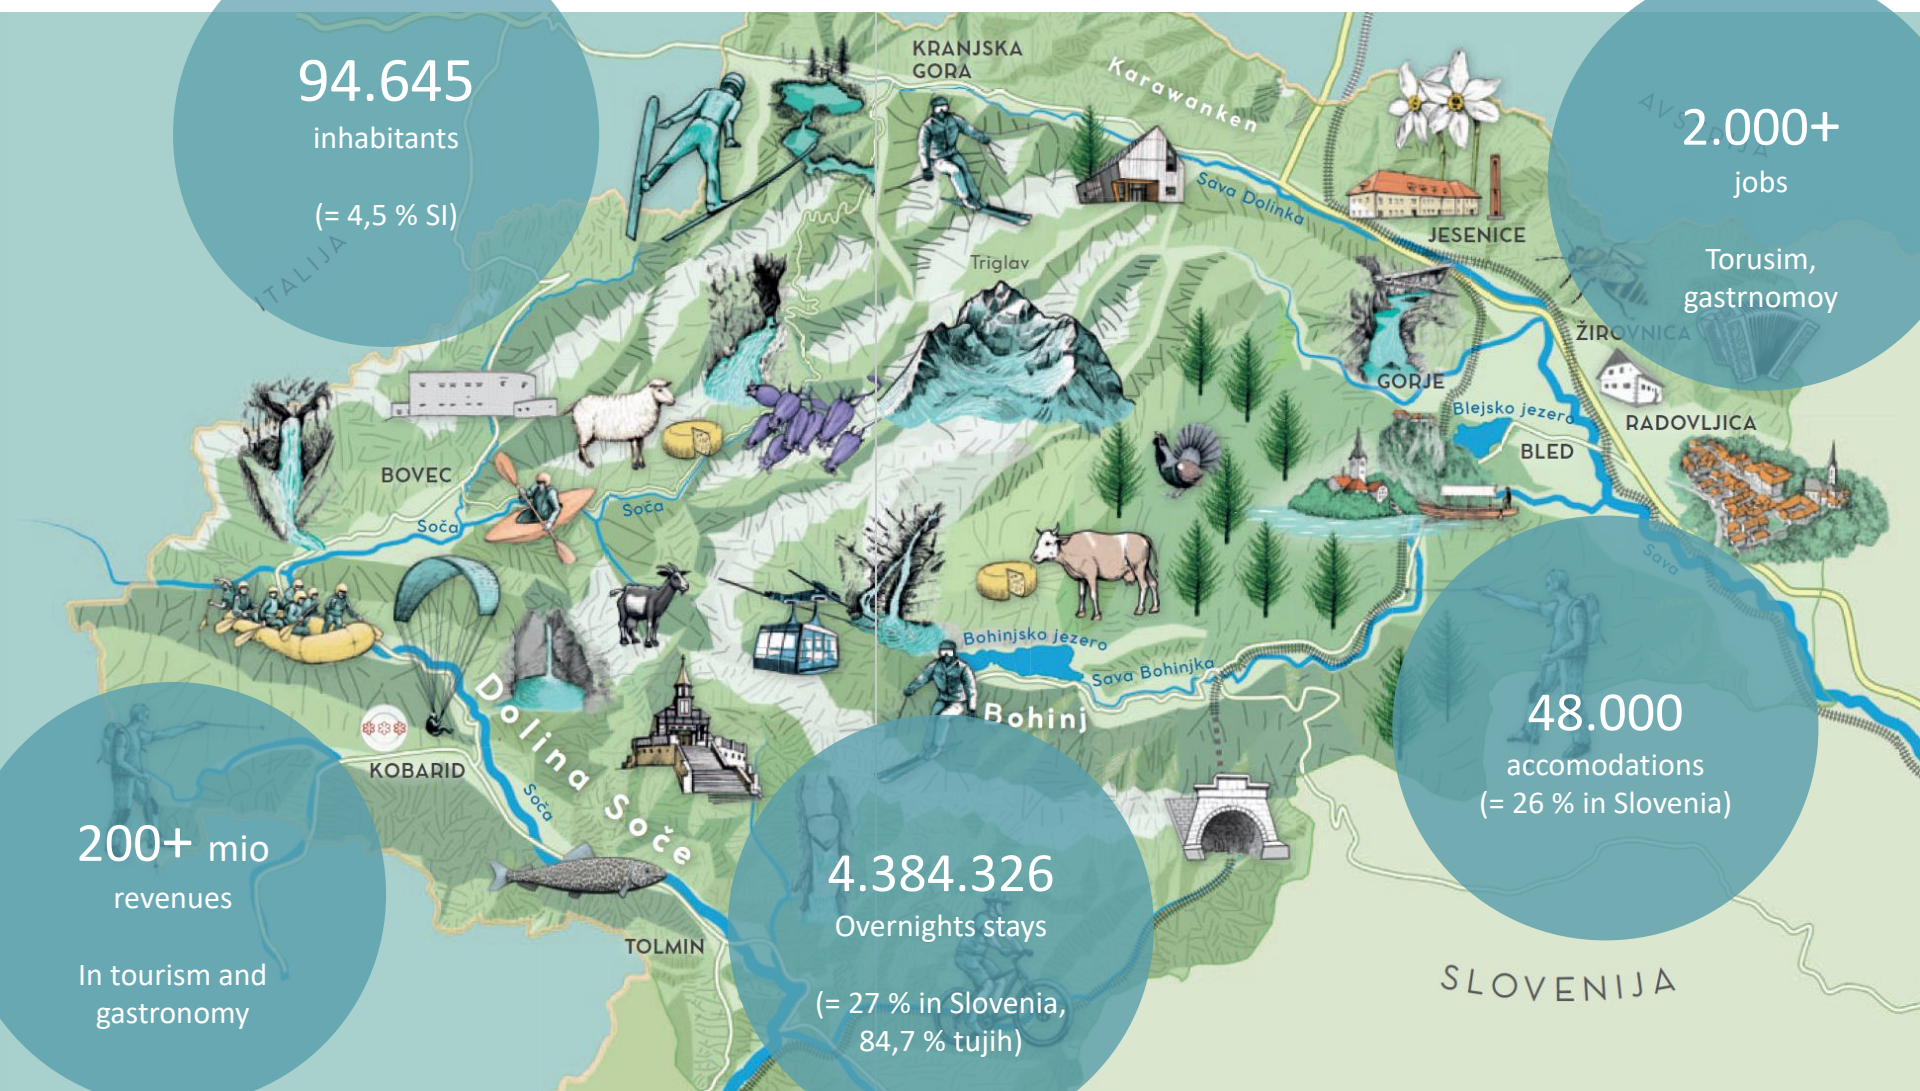 94.645
inhabitants
(= 4,5 % SI)
ITALIJA
KRANJSKA
GORA
Karawanken
Sava Dolinka
JESENICE
AVSTRIJA
2.000+
jobs
Torusim,
gastrnomoy
ŽIROVNICA
Triglav
GORJE
Blejsko jezero
BLED
RADOVLJICA
BOVEC
Soča
Soča
Sava
Bohinjsko jezero
Sava Bohinjka
Bohinj
Dolina Soče
KOBARID
Soča
TOLMIN
200+ mio
revenues
In tourism and
gastronomy
4.384.326
Overnights stays
(= 27 % in Slovenia,
84,7 % tujih)
48.000
accomodations
(= 26 % in Slovenia)
SLOVENIJA